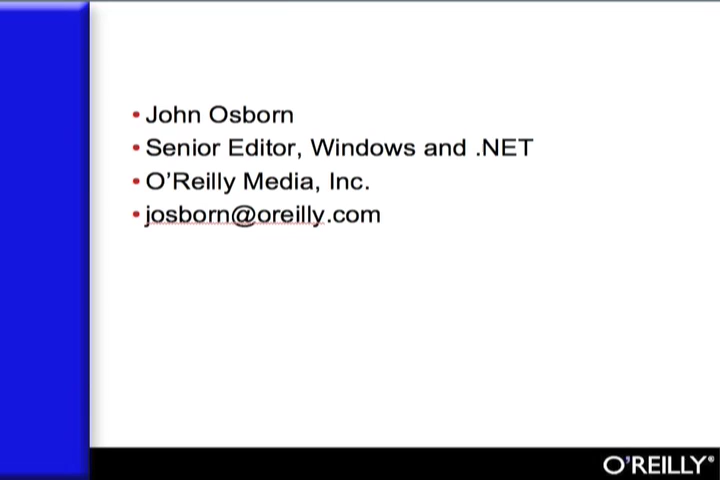 • John Osborn
• Senior Editor, Windows and .NET
• O'Reilly Media, Inc.
• josborn@oreilly.com
O'REILLY®